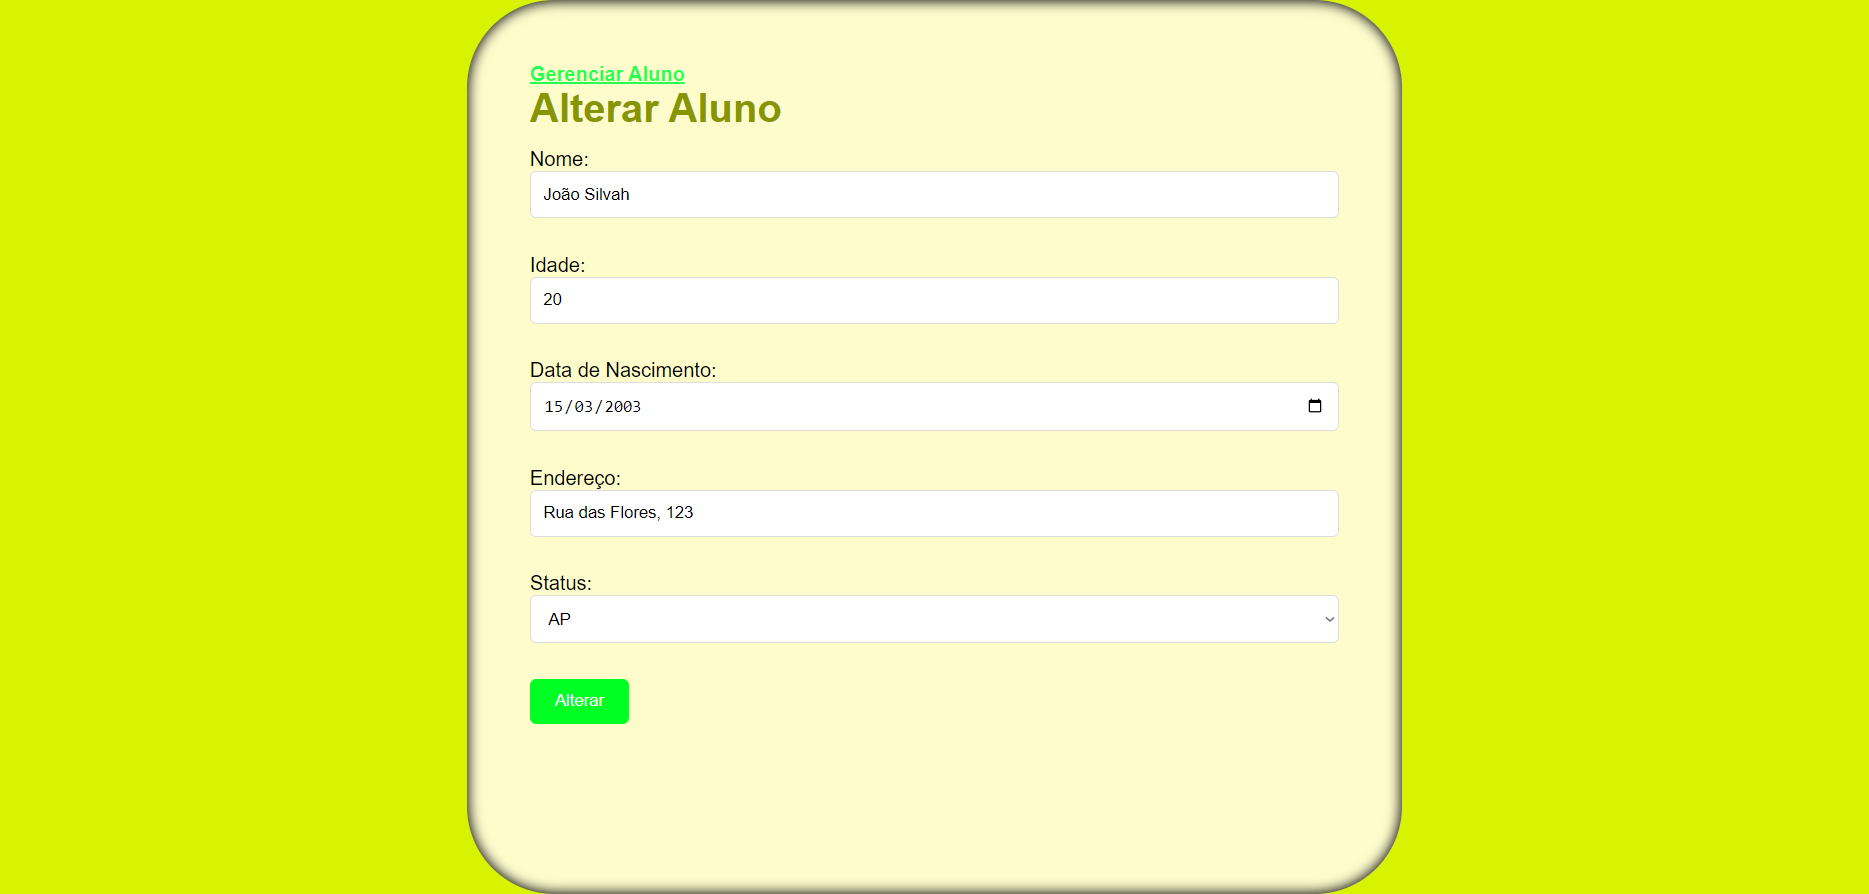 Gerenciar Aluno
Alterar Aluno
Nome:
João Silvah
Idade:
20
Data de Nascimento:
15/03/2003
Endereço:
Rua das Flores, 123
Status:
AP
Alterar